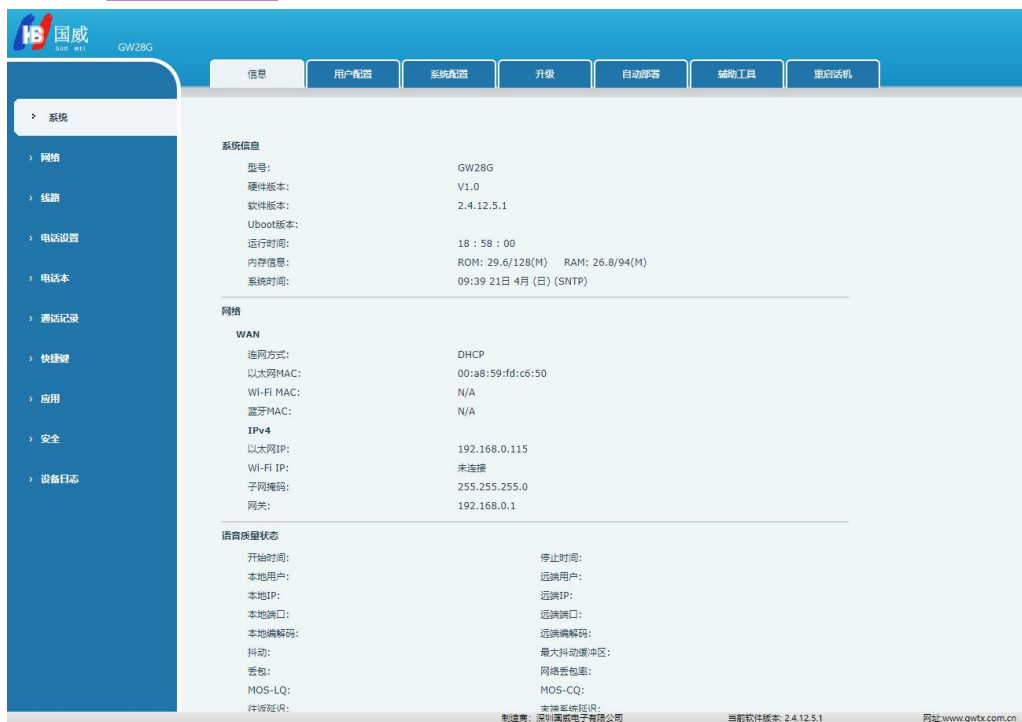 国威
GUO WEI
GW28G
信息 用户配置 系统配置 升级 自动部署 辅助工具 重启话机
系统
网络
线路
电话设置
电话本
通话记录
快捷键
应用
安全
设备日志
系统信息
型号: GW28G
硬件版本: V1.0
软件版本: 2.4.12.5.1
Uboot版本:
运行时间: 18 : 58 : 00
内存信息: ROM: 29.6/128(M) RAM: 26.8/94(M)
系统时间: 09:39 21日 4月 (日) (SNTP)
网络
WAN
连网方式: DHCP
以太网MAC: 00:a8:59:fd:c6:50
Wi-Fi MAC: N/A
蓝牙MAC: N/A
IPv4
以太网IP: 192.168.0.115
Wi-Fi IP: 未连接
子网掩码: 255.255.255.0
网关: 192.168.0.1
语音质量状态
开始时间: 停止时间:
本地用户: 远端用户:
本地IP: 远端IP:
本地端口: 远端端口:
本地编解码: 远端编解码:
抖动: 最大抖动缓冲区:
丢包: 网络丢包率:
MOS-LQ: MOS-CQ:
往返延迟: 末端系统延迟:
制造商: 深圳国威电子有限公司 当前软件版本: 2.4.12.5.1 网址:www.gwtx.com.cn